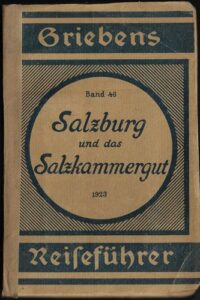 Griebens
Band 46
Salzburg
und das
Salzkammergut
1923
Reiseführer